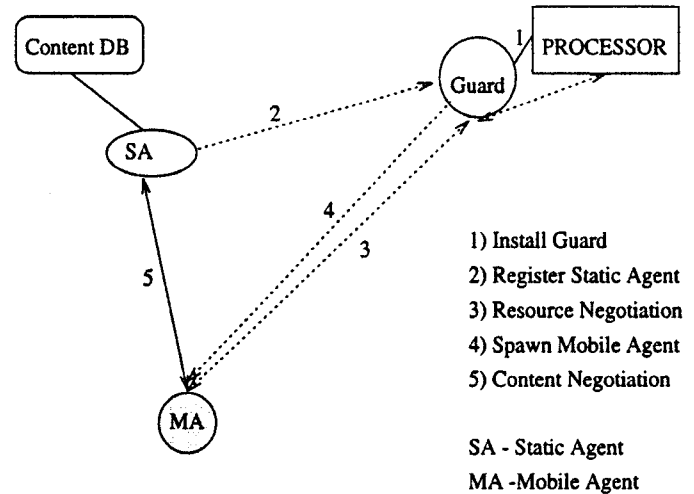 Content DB
1
PROCESSOR
Guard
2
SA
4
3
5
MA
1) Install Guard
2) Register Static Agent
3) Resource Negotiation
4) Spawn Mobile Agent
5) Content Negotiation
SA - Static Agent
MA -Mobile Agent